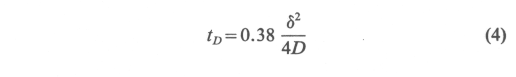 t_D = 0.38 δ²/4D (4)